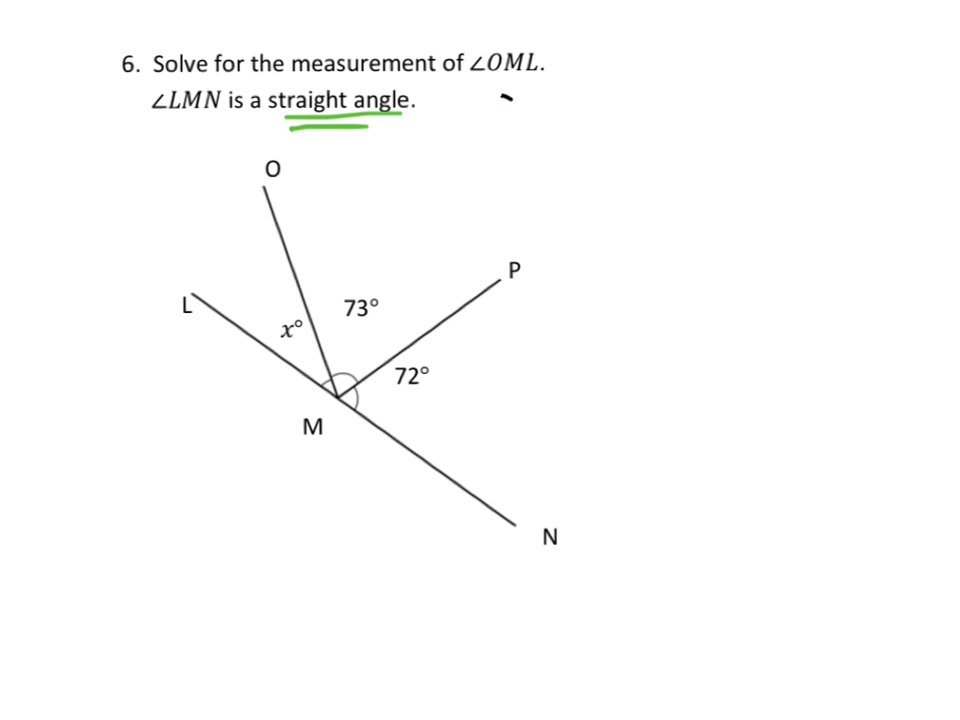 6. Solve for the measurement of ∠OML.
∠LMN is a straight angle.
O
P
L
73°
x°
72°
M
N